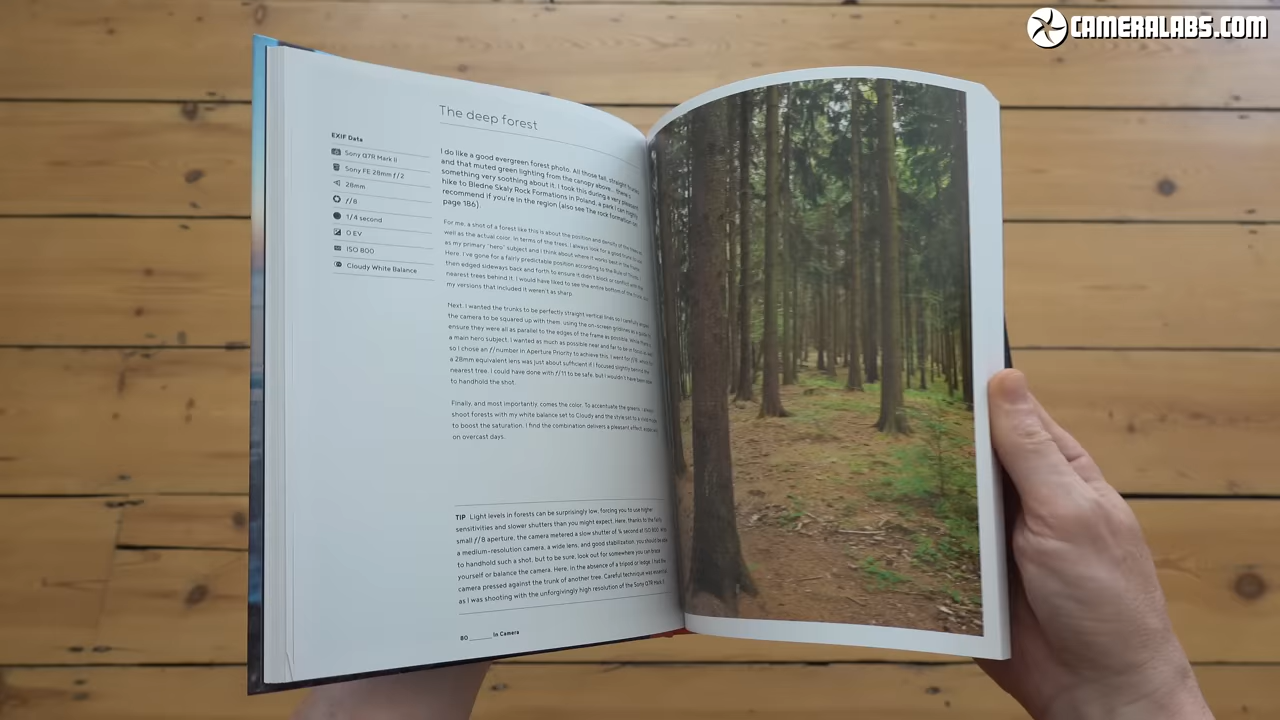 CAMERALABS.COM
The deep forest
EXIF Data
Sony α7R Mark II
Sony FE 28mm ƒ/2
28mm
ƒ/8
1/4 second
0 EV
ISO 800
Cloudy White Balance
I do like a good evergreen forest photo. All those tall, straight
and that muted green lighting from the canopy above... there's
something very soothing about it. I took this during a very pleasant
hike to Bledne Skaly Rock Formations in Poland, a park I can highly
recommend if you're in the region (also see The rock formation
page 186).
For me, a shot of a forest like this is about the position and density of the
well as the actual color. In terms of the trees, I always look for a good
as my primary "hero" subject and I think about where it works best in the
Here, I've gone for a fairly predictable position according to the Rule of Thirds,
then edged sideways back and forth to ensure it didn't block or conflict with the
nearest trees behind it. I would have liked to see the entire bottom of the
my versions that included it weren't as sharp.
Next, I wanted the trunks to be perfectly straight vertical lines so I carefully
the camera to be squared up with them, using the on-screen gridlines as a guide to
ensure they were all as parallel to the edges of the frame as possible. While there is
a main hero subject, I wanted as much as possible near and far to be in focus
so I chose an ƒ/number in Aperture Priority to achieve this. I went for ƒ/8,
a 28mm equivalent lens was just about sufficient if I focused slightly behind the
nearest tree. I could have done with ƒ/11 to be safe, but I wouldn't have been
to handhold the shot.
Finally, and most importantly, comes the color. To accentuate the greens, I always
shoot forests with my white balance set to Cloudy and the style set to
to boost the saturation. I find the combination delivers a pleasant effect,
on overcast days.
TIP Light levels in forests can be surprisingly low, forcing you to use higher
sensitivities and slower shutters than you might expect. Here, thanks to the fairly
small ƒ/8 aperture, the camera metered a slow shutter of ¼ second at ISO 800.
a medium-resolution camera, a wide lens, and good stabilization, you should be able
to handhold such a shot, but to be sure, look out for somewhere you can brace
yourself or balance the camera. Here, in the absence of a tripod or ledge, I had the
camera pressed against the trunk of another tree. Careful technique was essential
as I was shooting with the unforgivingly high resolution of the Sony α7R Mark II.
80 In Camera